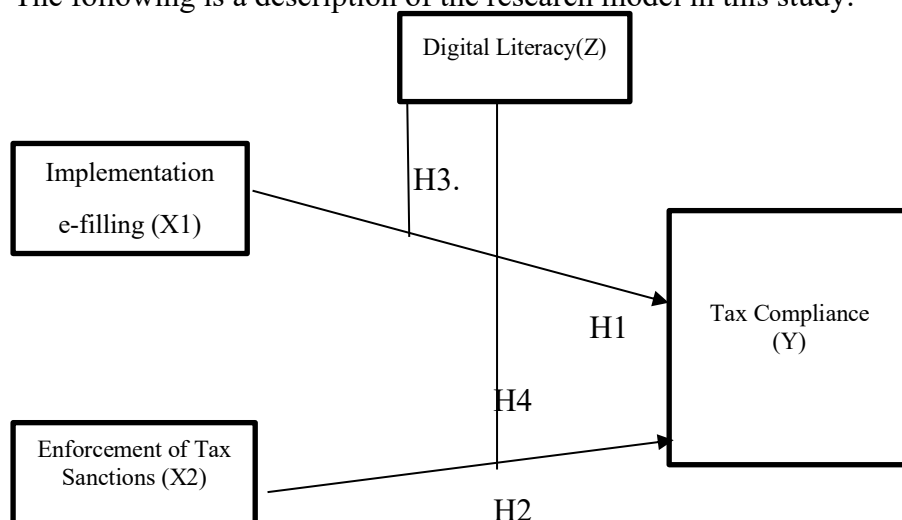 The following is a description of the research model in this study:
Digital Literacy(Z)
Implementation
e-filling (X1)
H3.
Tax Compliance
(Y)
H1
H4
Enforcement of Tax
Sanctions (X2)
H2